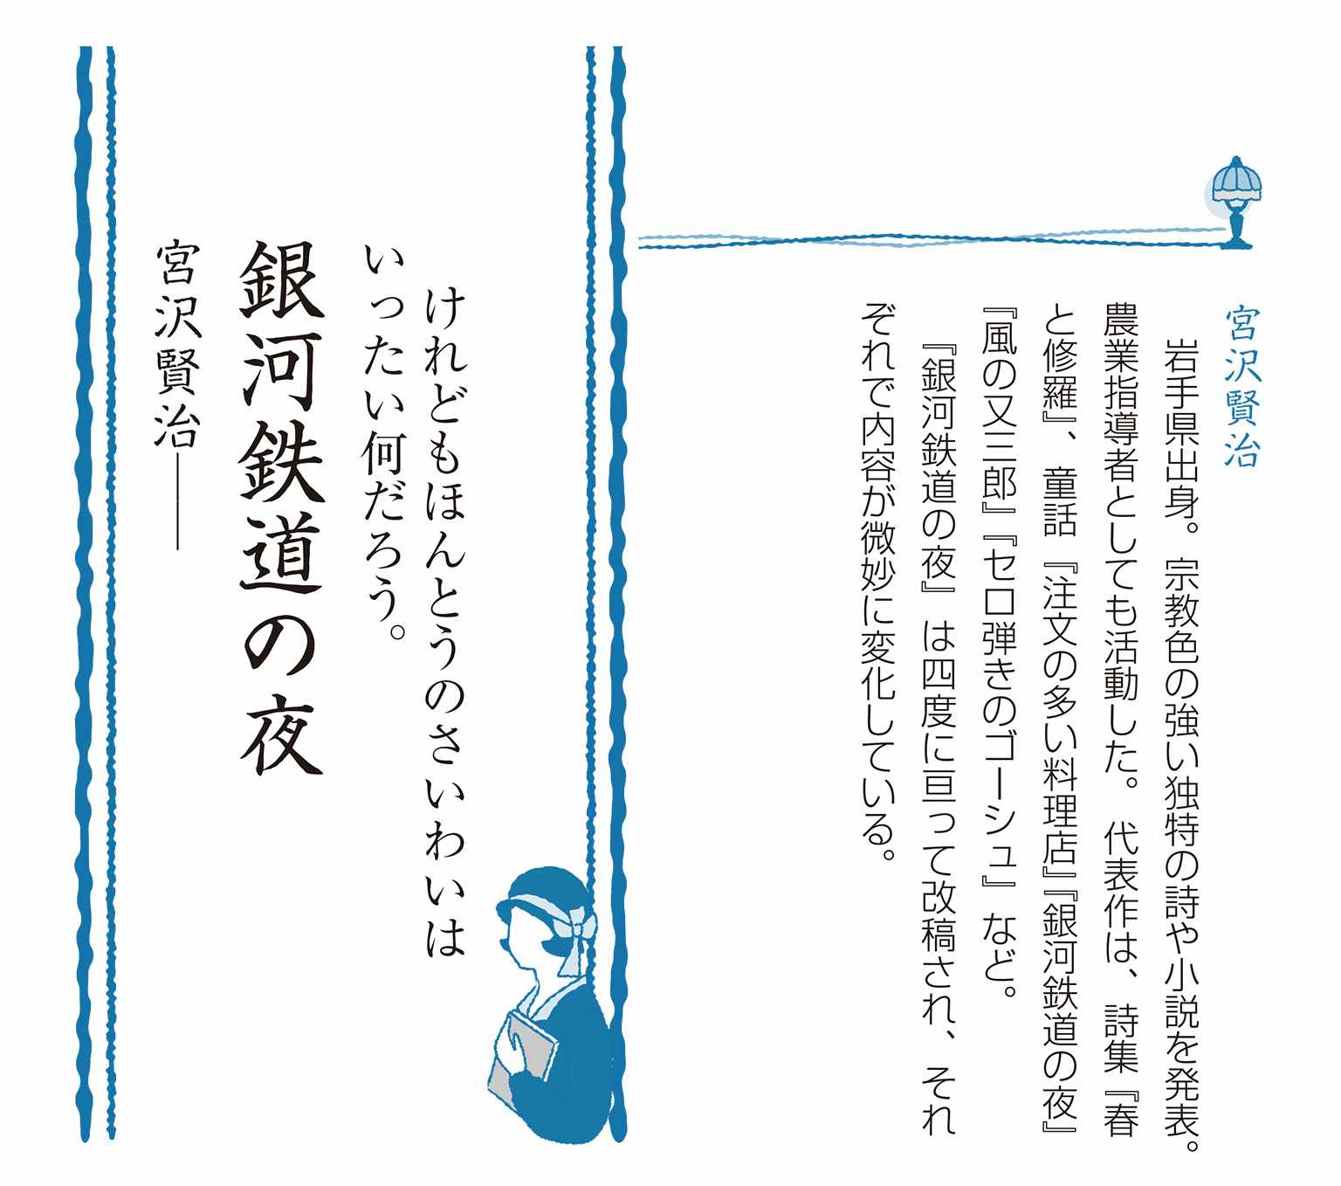 宮沢賢治
岩手県出身。宗教色の強い独特の詩や小説を発表。
農業指導者としても活動した。代表作は、詩集『春
と修羅』、童話『注文の多い料理店』『銀河鉄道の夜』
『風の又三郎』『セロ弾きのゴーシュ』など。
『銀河鉄道の夜』は四度に亘って改稿され、それ
ぞれで内容が微妙に変化している。
けれどもほんとうのさいわいは
いったい何だろう。
銀河鉄道の夜
宮沢賢治――